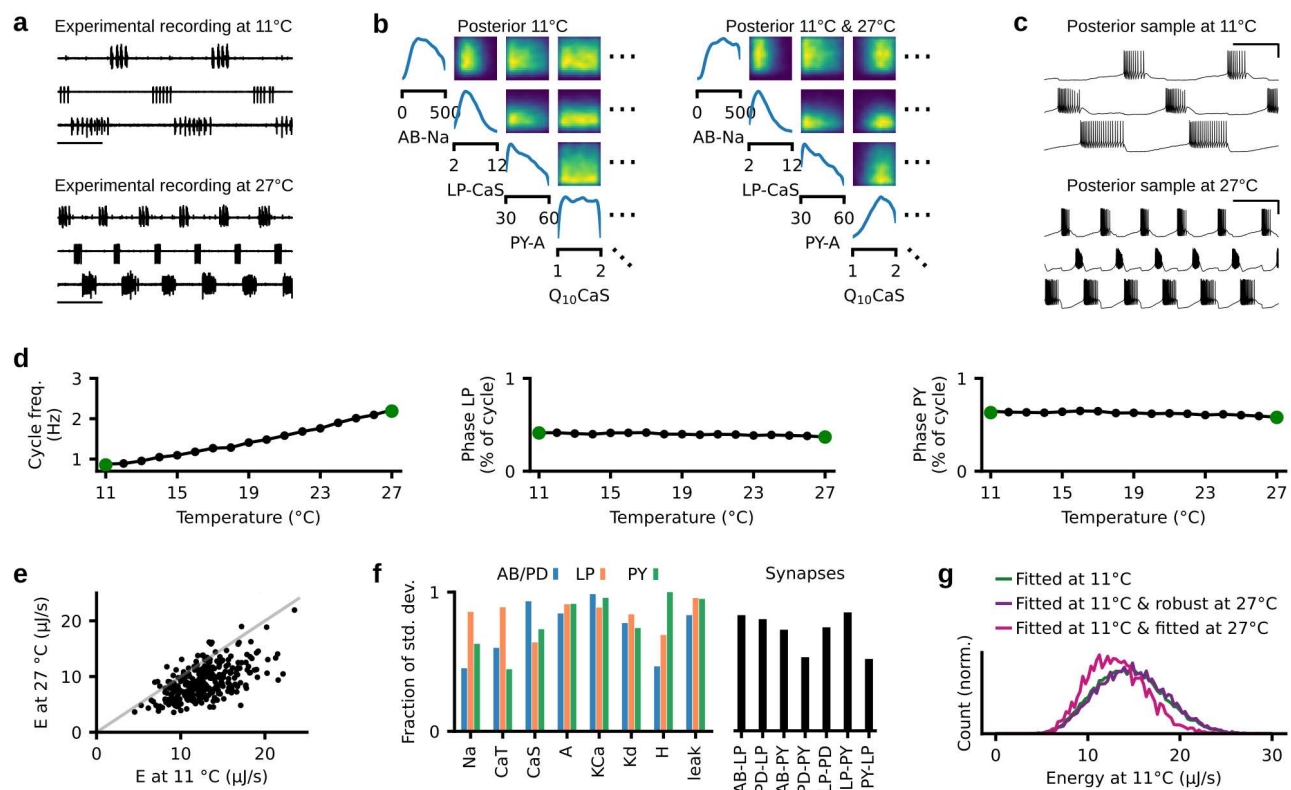 a
Experimental recording at 11°C
Experimental recording at 27°C
b
Posterior 11°C
0 500
AB-Na
2 12
LP-CaS
30 60
PY-A
1 2
Q₁₀CaS
Posterior 11°C & 27°C
0 500
AB-Na
2 12
LP-CaS
30 60
PY-A
1 2
Q₁₀CaS
c
Posterior sample at 11°C
Posterior sample at 27°C
d
Cycle freq.
(Hz)
3
2
1
11 15 19 23 27
Temperature (°C)
Phase LP
(% of cycle)
1
0
11 15 19 23 27
Temperature (°C)
Phase PY
(% of cycle)
1
0
11 15 19 23 27
Temperature (°C)
e
E at 27 °C (μJ/s)
20
10
0
0 10 20
E at 11 °C (μJ/s)
f
AB/PD LP PY
Synapses
Fraction of std. dev.
1
0
Na CaT CaS A KCa Kd H leak
AB-LP PD-LP AB-PY PD-PY LP-PD LP-PY PY-LP
g
Fitted at 11°C
Fitted at 11°C & robust at 27°C
Fitted at 11°C & fitted at 27°C
Count (norm.)
0 10 20 30
Energy at 11°C (μJ/s)